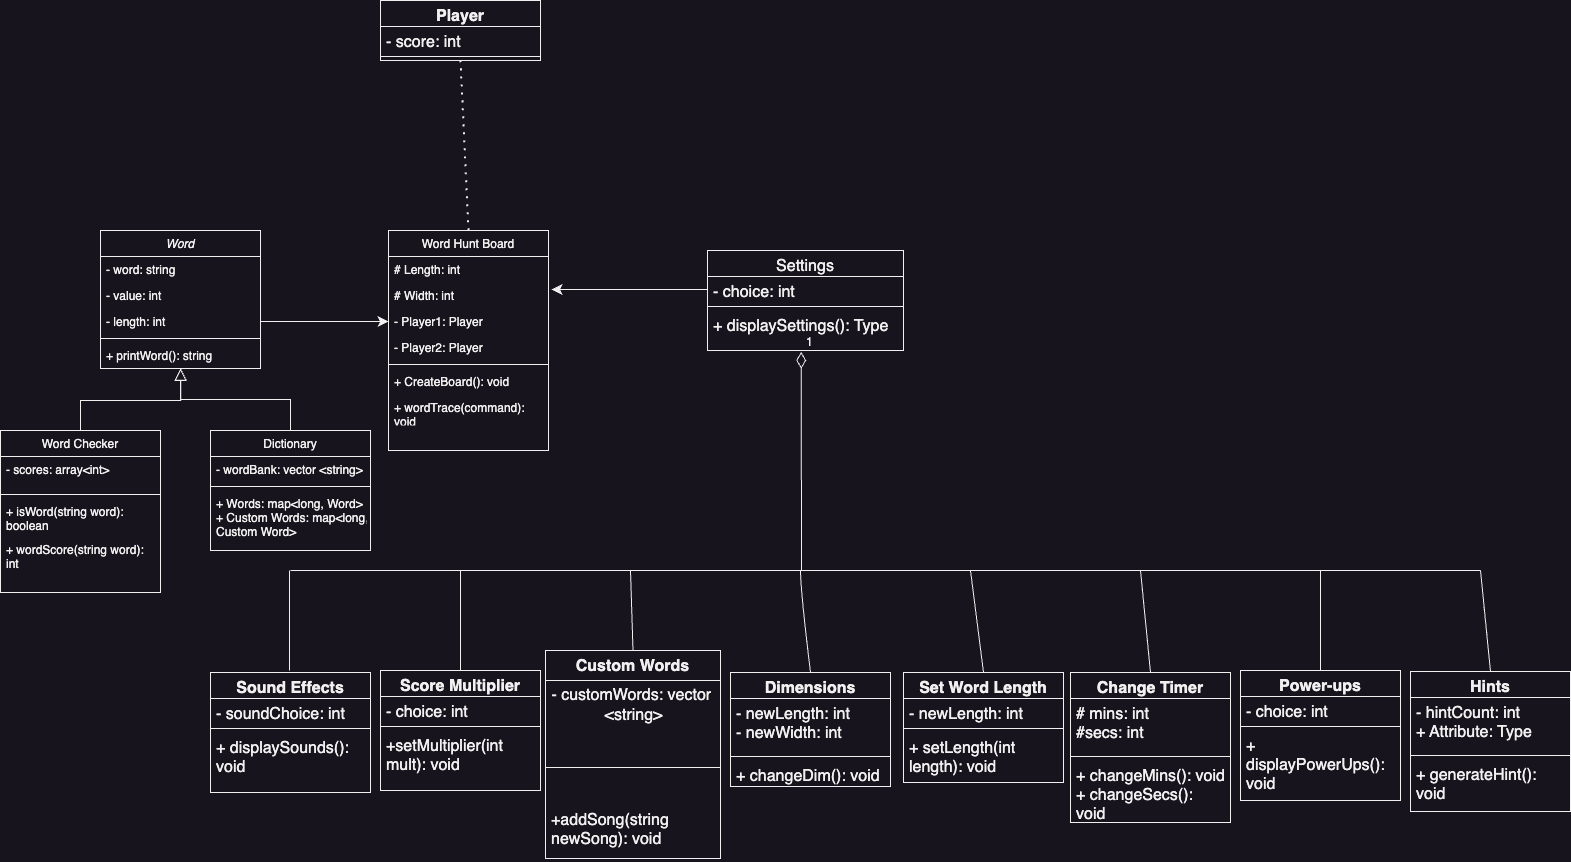 Player
- score: int
Word
- word: string
- value: int
- length: int
+ printWord(): string
Word Hunt Board
# Length: int
# Width: int
- Player1: Player
- Player2: Player
+ CreateBoard(): void
+ wordTrace(command):
void
Settings
- choice: int
+ displaySettings(): Type
1
Word Checker
- scores: array<int>
+ isWord(string word):
boolean
+ wordScore(string word):
int
Dictionary
- wordBank: vector <string>
+ Words: map<long, Word>
+ Custom Words: map<long,
Custom Word>
Sound Effects
- soundChoice: int
+ displaySounds():
void
Score Multiplier
- choice: int
+setMultiplier(int
mult): void
Custom Words
- customWords: vector
<string>
+addSong(string
newSong): void
Dimensions
- newLength: int
- newWidth: int
+ changeDim(): void
Set Word Length
- newLength: int
+ setLength(int
length): void
Change Timer
# mins: int
#secs: int
+ changeMins(): void
+ changeSecs():
void
Power-ups
- choice: int
+
displayPowerUps():
void
Hints
- hintCount: int
+ Attribute: Type
+ generateHint():
void